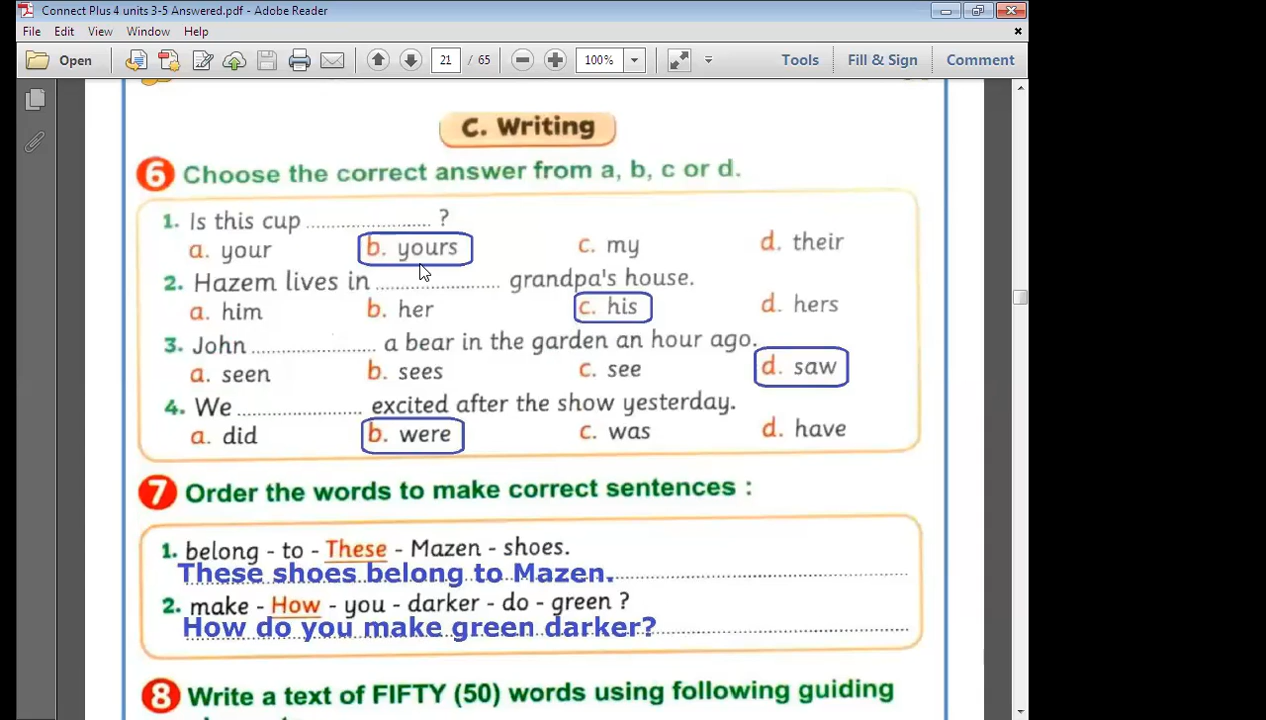 Connect Plus 4 units 3-5 Answered.pdf - Adobe Reader
File Edit View Window Help
Open 21 / 65 100% Tools Fill & Sign Comment
C. Writing
6 Choose the correct answer from a, b, c or d.
1. Is this cup ........................ ?
a. your b. yours c. my d. their
2. Hazem lives in ........................ grandpa's house.
a. him b. her c. his d. hers
3. John ........................ a bear in the garden an hour ago.
a. seen b. sees c. see d. saw
4. We ........................ excited after the show yesterday.
a. did b. were c. was d. have
7 Order the words to make correct sentences :
1. belong - to - These - Mazen - shoes.
These shoes belong to Mazen.
2. make - How - you - darker - do - green ?
How do you make green darker?
8 Write a text of FIFTY (50) words using following guiding